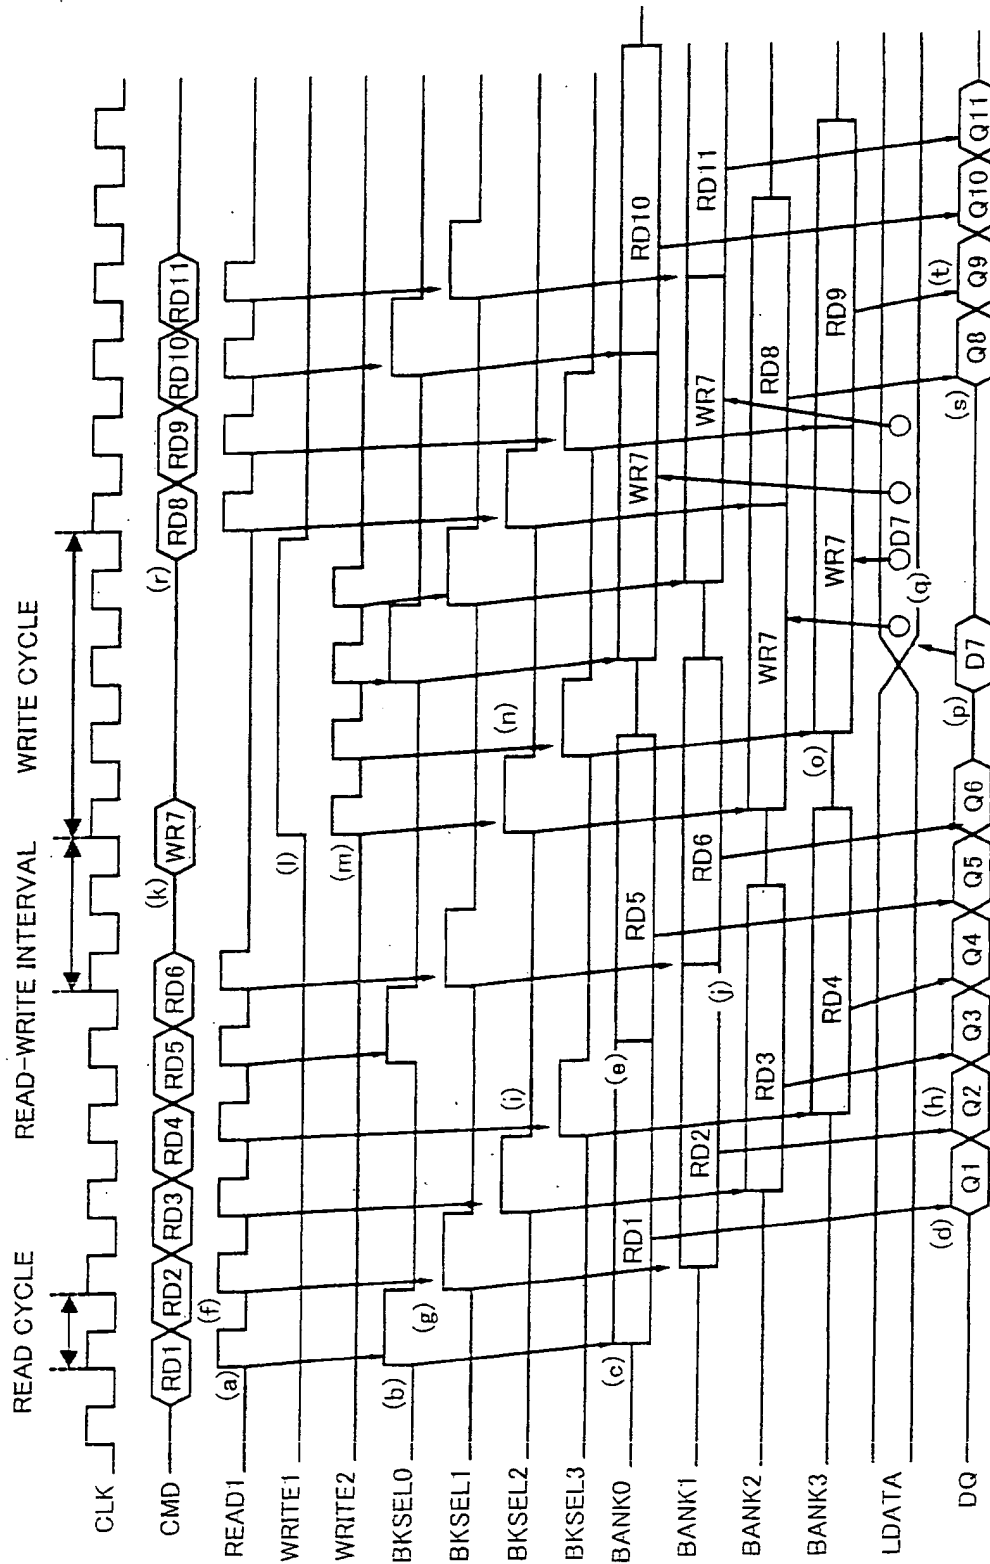 READ CYCLE READ-WRITE INTERVAL WRITE CYCLE
CLK
CMD RD1 RD2 RD3 RD4 RD5 RD6 (k) WR7 (r) RD8 RD9 RD10 RD11
READ1 (a) (f)
WRITE1 (l)
WRITE2 (m)
BKSEL0 (b)
BKSEL1 (g)
BKSEL2 (i) (n)
BKSEL3
BANK0 (c) RD1 (e) RD5 WR7 RD10
BANK1 RD2 (j) RD6 WR7 RD11
BANK2 RD3 WR7 RD8
BANK3 RD4 (o) WR7 RD9
LDATA D7 (q)
DQ (d) Q1 (h) Q2 Q3 Q4 Q5 Q6 (p) D7 (s) Q8 (t) Q9 Q10 Q11